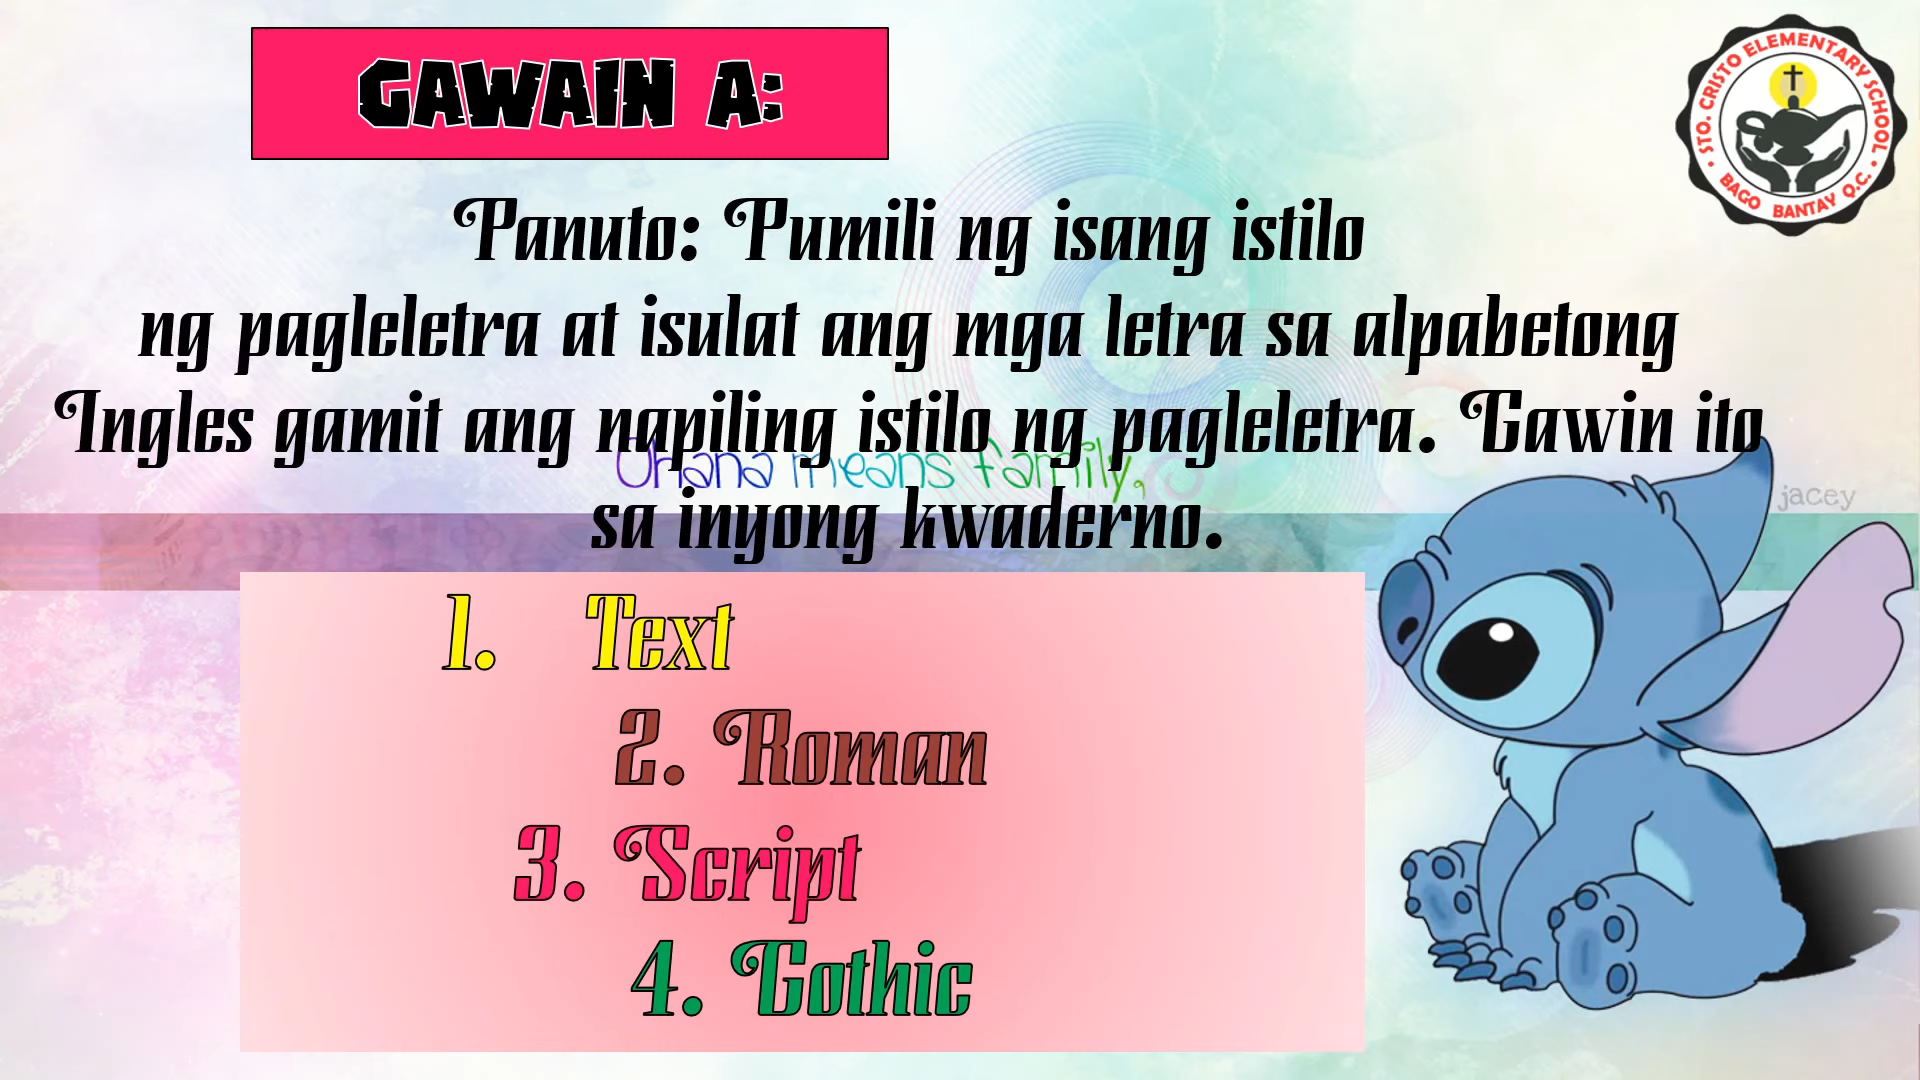 GAWAIN A:
STO. CRISTO ELEMENTARY SCHOOL
BAGO BANTAY Q.C.
Panuto: Pumili ng isang istilo
ng pagleletra at isulat ang mga letra sa alpabetong
Ingles gamit ang napiling istilo ng pagleletra. Gawin ito
Ohana means family,
jacey
sa inyong kwaderno.
1. Text
2. Roman
3. Script
4. Gothic